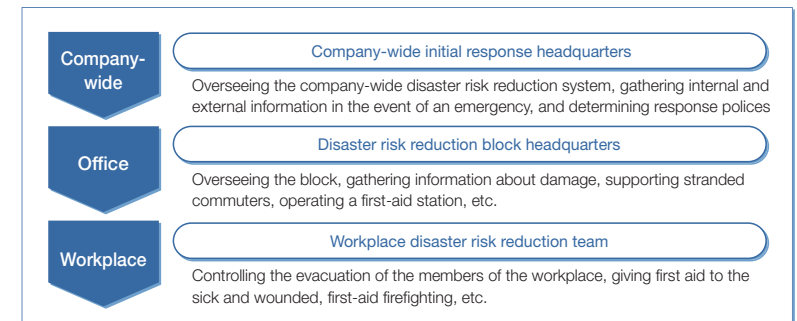 Company-
wide
Company-wide initial response headquarters
Overseeing the company-wide disaster risk reduction system, gathering internal and
external information in the event of an emergency, and determining response polices
Office
Disaster risk reduction block headquarters
Overseeing the block, gathering information about damage, supporting stranded
commuters, operating a first-aid station, etc.
Workplace
Workplace disaster risk reduction team
Controlling the evacuation of the members of the workplace, giving first aid to the
sick and wounded, first-aid firefighting, etc.